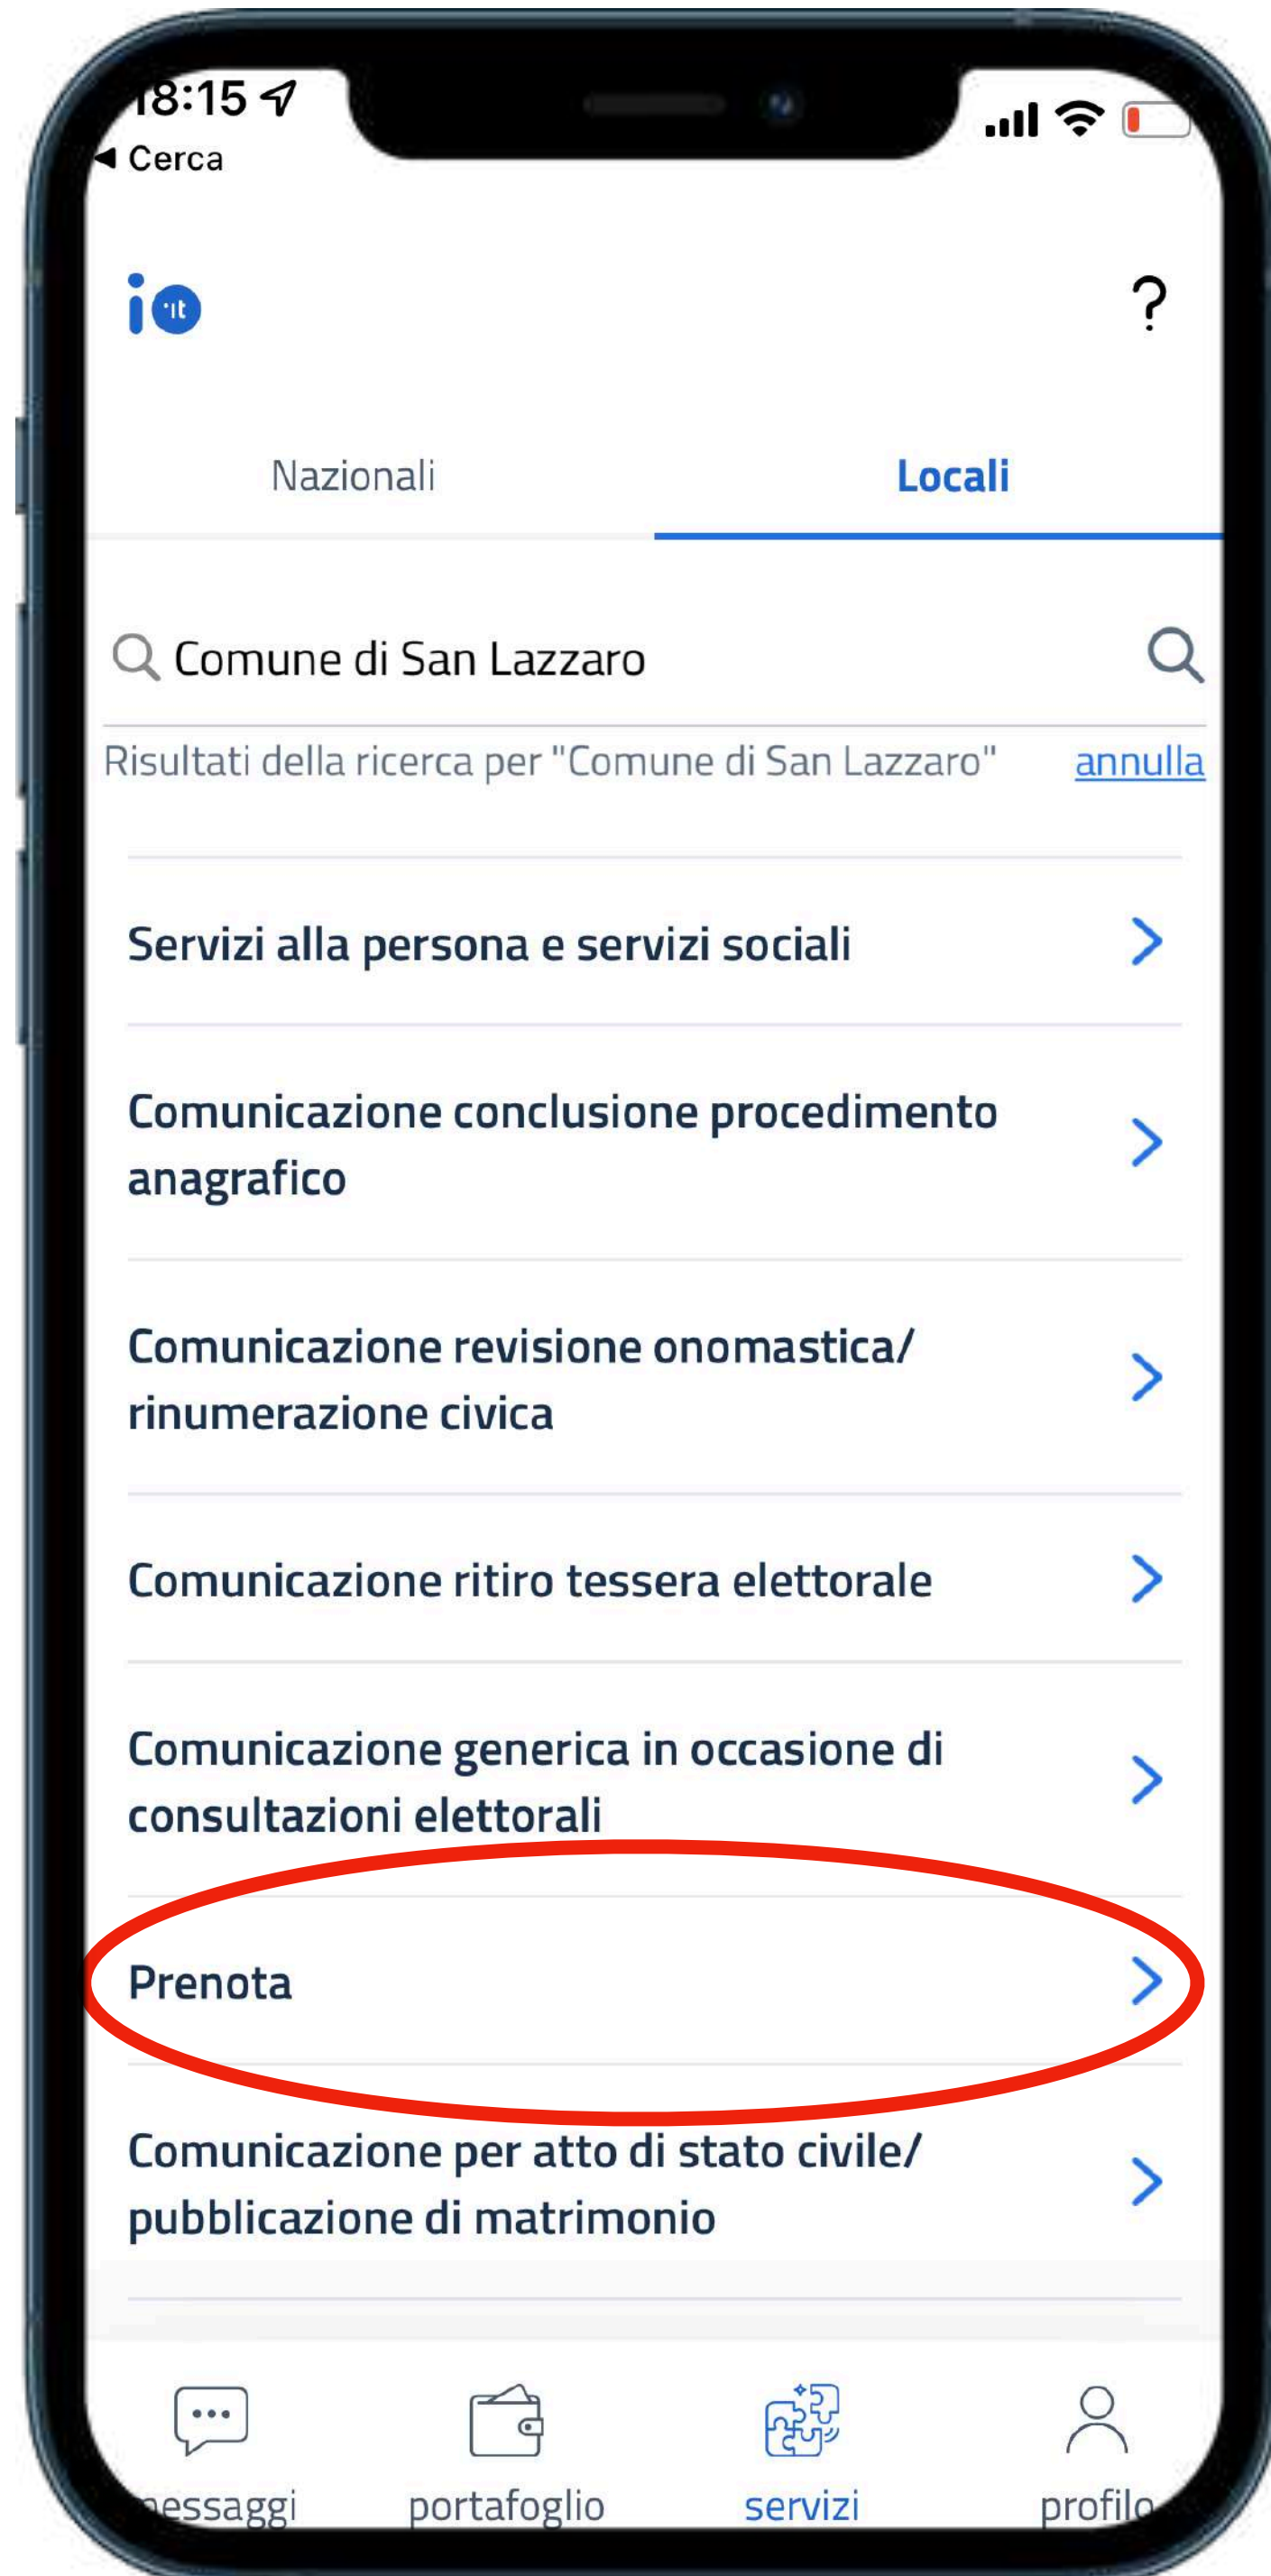 18:15
Cerca
io
it
?
Nazionali
Locali
Comune di San Lazzaro
Risultati della ricerca per "Comune di San Lazzaro"
annulla
Servizi alla persona e servizi sociali
Comunicazione conclusione procedimento
anagrafico
Comunicazione revisione onomastica/
rinumerazione civica
Comunicazione ritiro tessera elettorale
Comunicazione generica in occasione di
consultazioni elettorali
Prenota
Comunicazione per atto di stato civile/
pubblicazione di matrimonio
messaggi
portafoglio
servizi
profilo